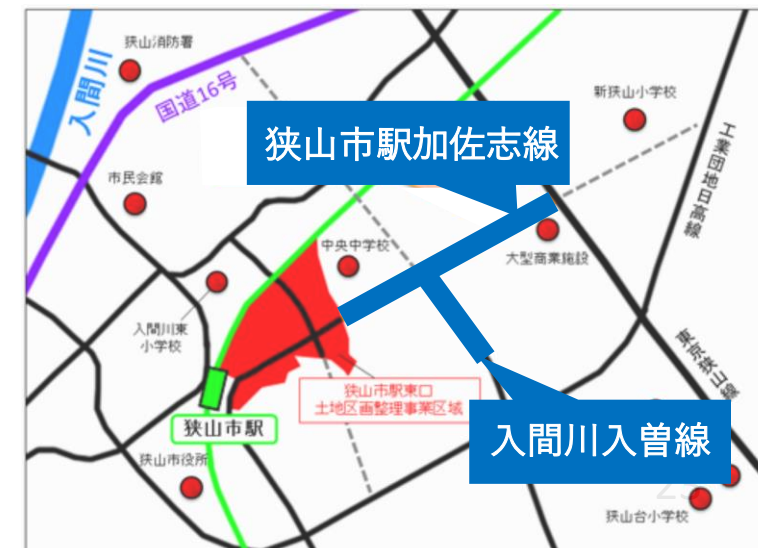 狭山消防署
入間川
国道16号
新狭山小学校
狭山市駅加佐志線
工業団地日高線
市民会館
中央中学校
大型商業施設
入間川東
小学校
東京狭山線
狭山市駅東口
土地区画整理事業区域
狭山市駅
入間川入曽線
狭山市役所
狭山台小学校